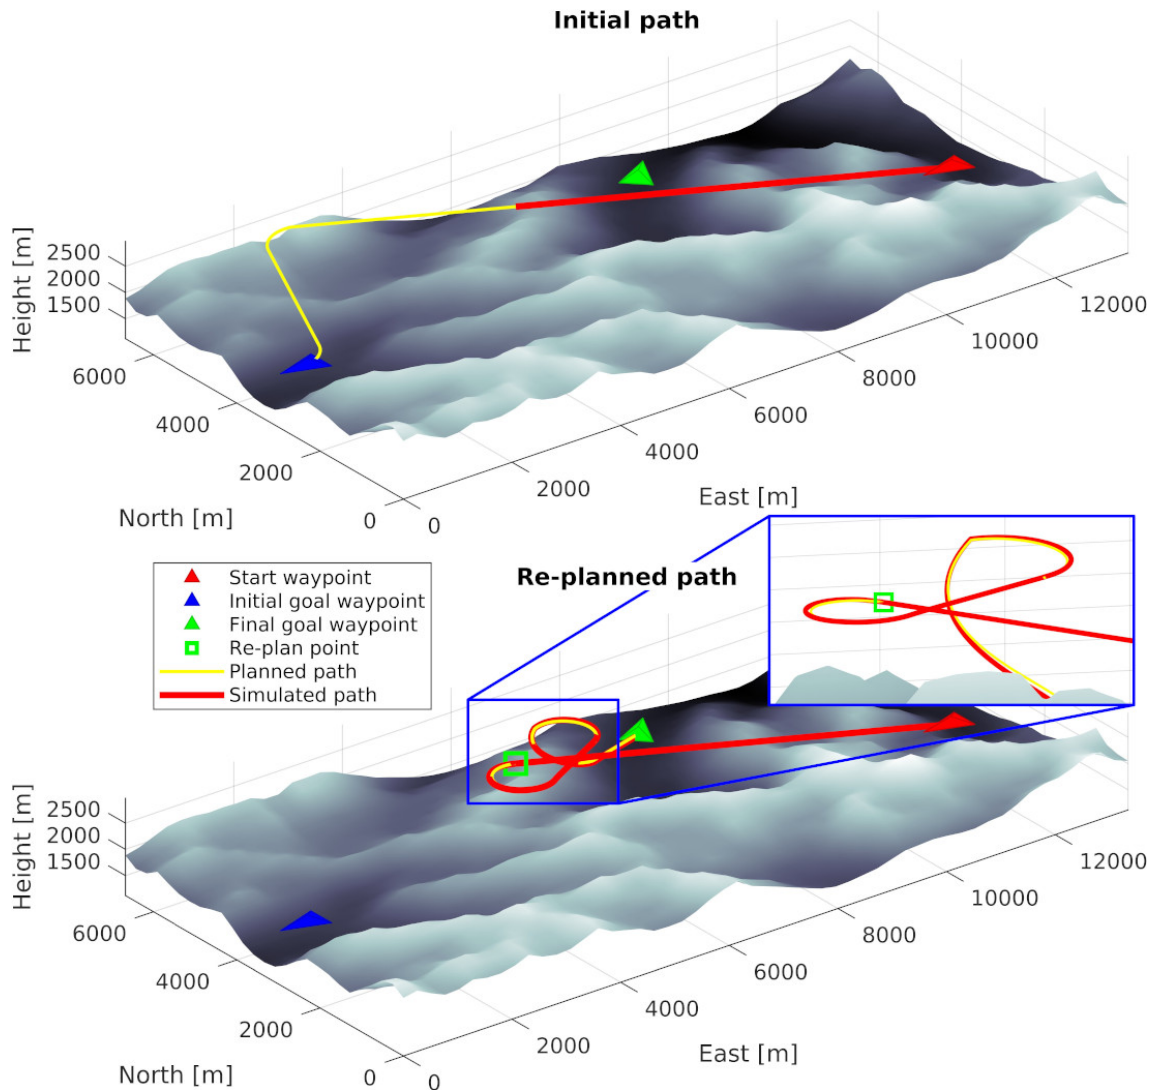 Initial path
Height [m]
2500
2000
1500
6000
4000
2000
0
North [m]
0
2000
4000
6000
8000
10000
12000
East [m]
Start waypoint
Initial goal waypoint
Final goal waypoint
Re-plan point
Planned path
Simulated path
Re-planned path
Height [m]
2500
2000
1500
6000
4000
2000
0
North [m]
0
2000
4000
6000
8000
10000
12000
East [m]